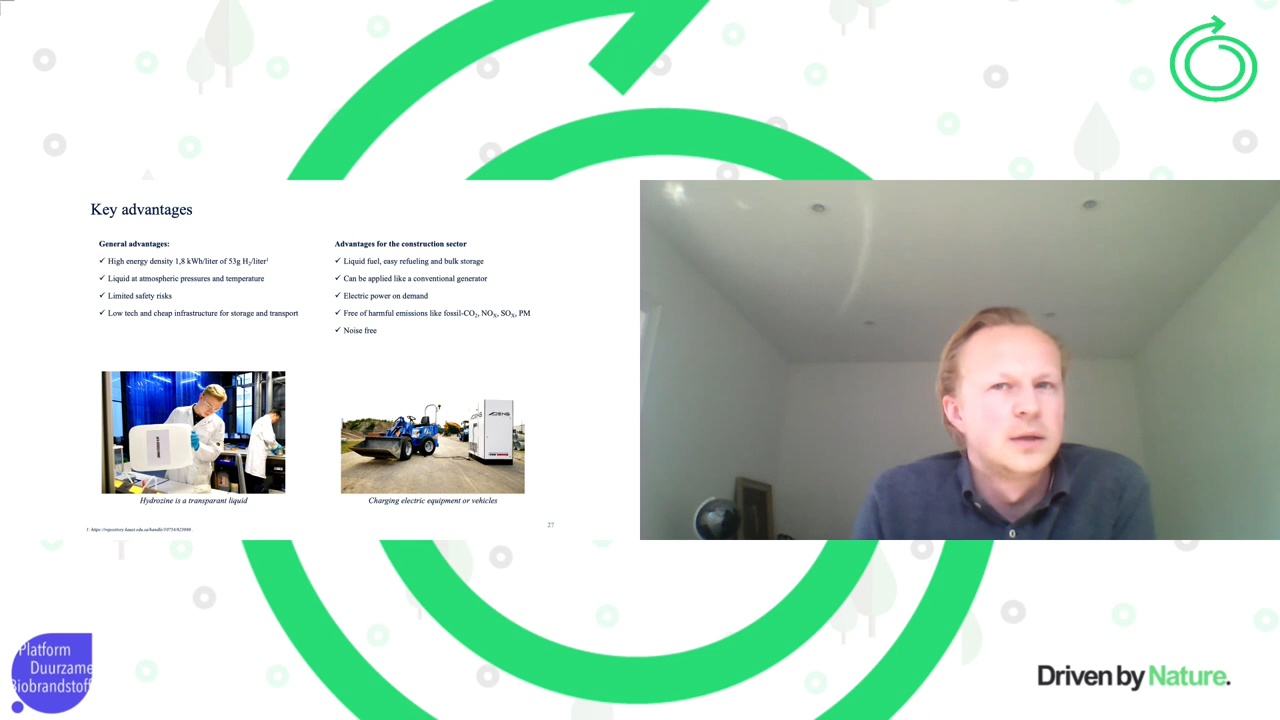 Key advantages
General advantages:
✓ High energy density 1,8 kWh/liter of 53g H₂/liter¹
✓ Liquid at atmospheric pressures and temperature
✓ Limited safety risks
✓ Low tech and cheap infrastructure for storage and transport
Advantages for the construction sector
✓ Liquid fuel, easy refueling and bulk storage
✓ Can be applied like a conventional generator
✓ Electric power on demand
✓ Free of harmful emissions like fossil-CO₂, NOₓ, SOₓ, PM
✓ Noise free
Hydrozine is a transparant liquid
Charging electric equipment or vehicles
27
Platform
Duurzame
Biobrandstoff
Driven by Nature.